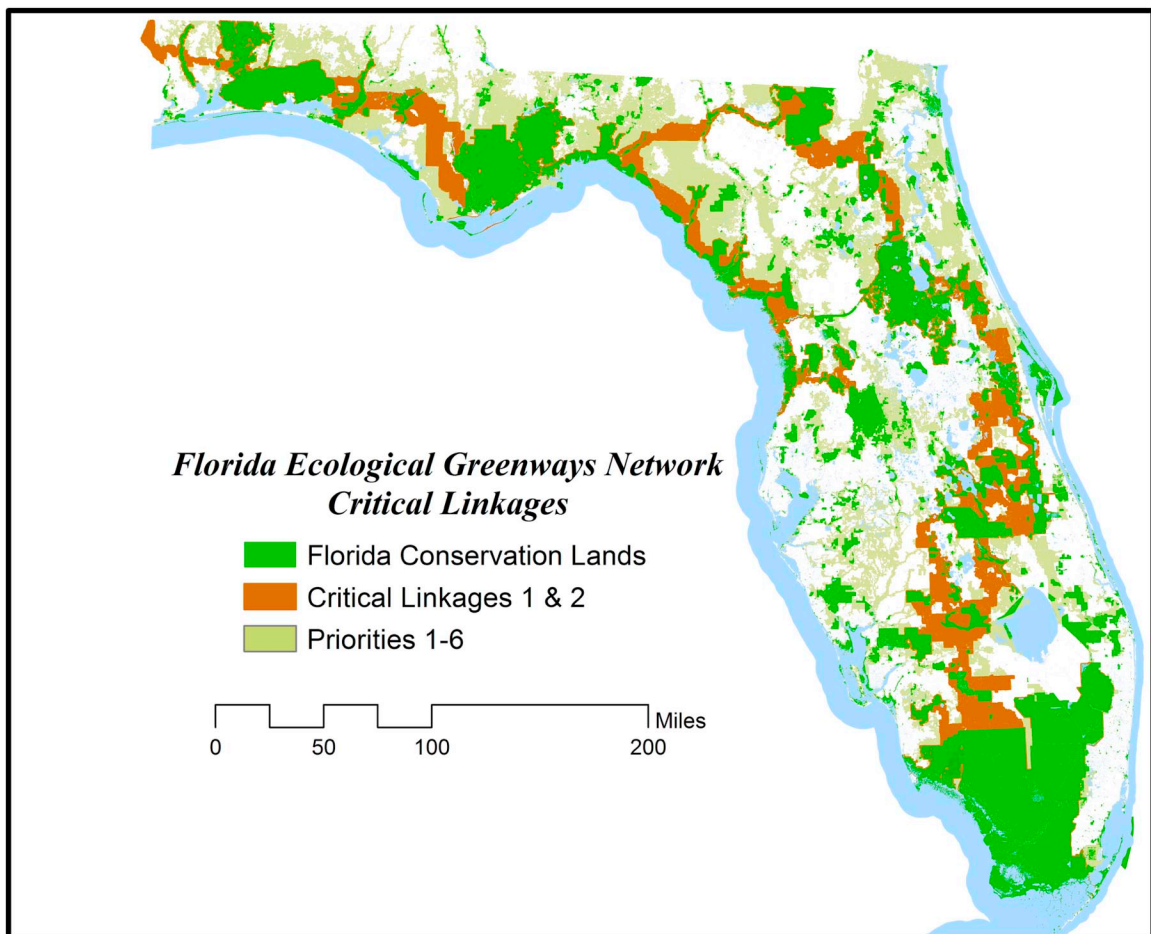 Florida Ecological Greenways Network
Critical Linkages
Florida Conservation Lands
Critical Linkages 1 & 2
Priorities 1-6
Miles
0 50 100 200